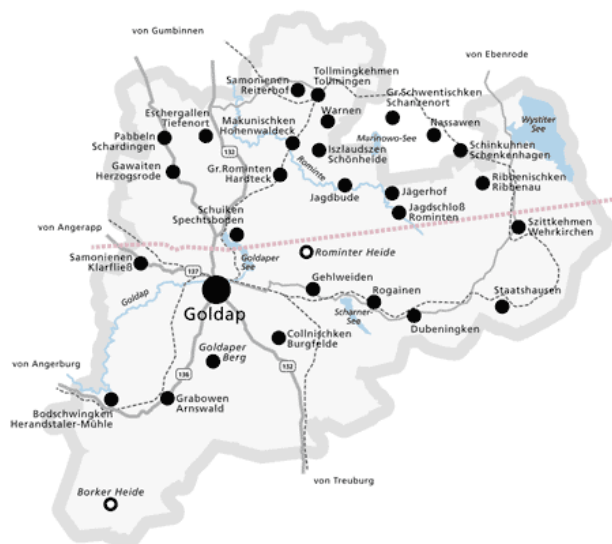 von Gumbinnen
von Ebenrode
Samonienen
Reiterhof
Tollmingkehmen
Tollmingen
Gr.Schwentischken
Schanzenort
Eschergallen
Tiefenort
Makunischken
Hohenwaldeck
Warnen
Nassawen
Wystiter
See
Marinowo-See
Pabbeln
Schardingen
132
Iszlaudszen
Schönheide
Schinkuhnen
Schenkenhagen
Gawaiten
Herzogsrode
Gr.Rominten
Hardteck
Rominte
Ribbenischken
Ribbenau
Jagdbude
Jägerhof
Schuiken
Spechtsboden
Jagdschloß
Rominten
von Angerapp
Szittkehmen
Wehrkirchen
Samonienen
Klarfließ
Goldaper
See
Rominter Heide
137
Goldap
Gehlweiden
Rogainen
Staatshausen
Goldap
Scharner-
See
Dubeningken
Collnischken
Burgfelde
Goldaper
Berg
von Angerburg
136
132
Grabowen
Arnswald
Bodschwingken
Herandstaler-Mühle
von Treuburg
Borker Heide